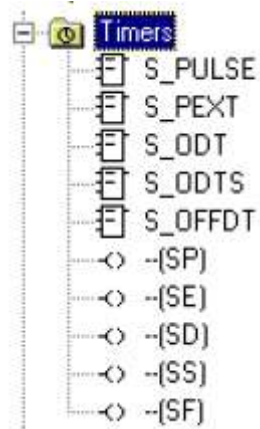 Timers
S_PULSE
S_PEXT
S_ODT
S_ODTS
S_OFFDT
--(SP)
--(SE)
--(SD)
--(SS)
--(SF)